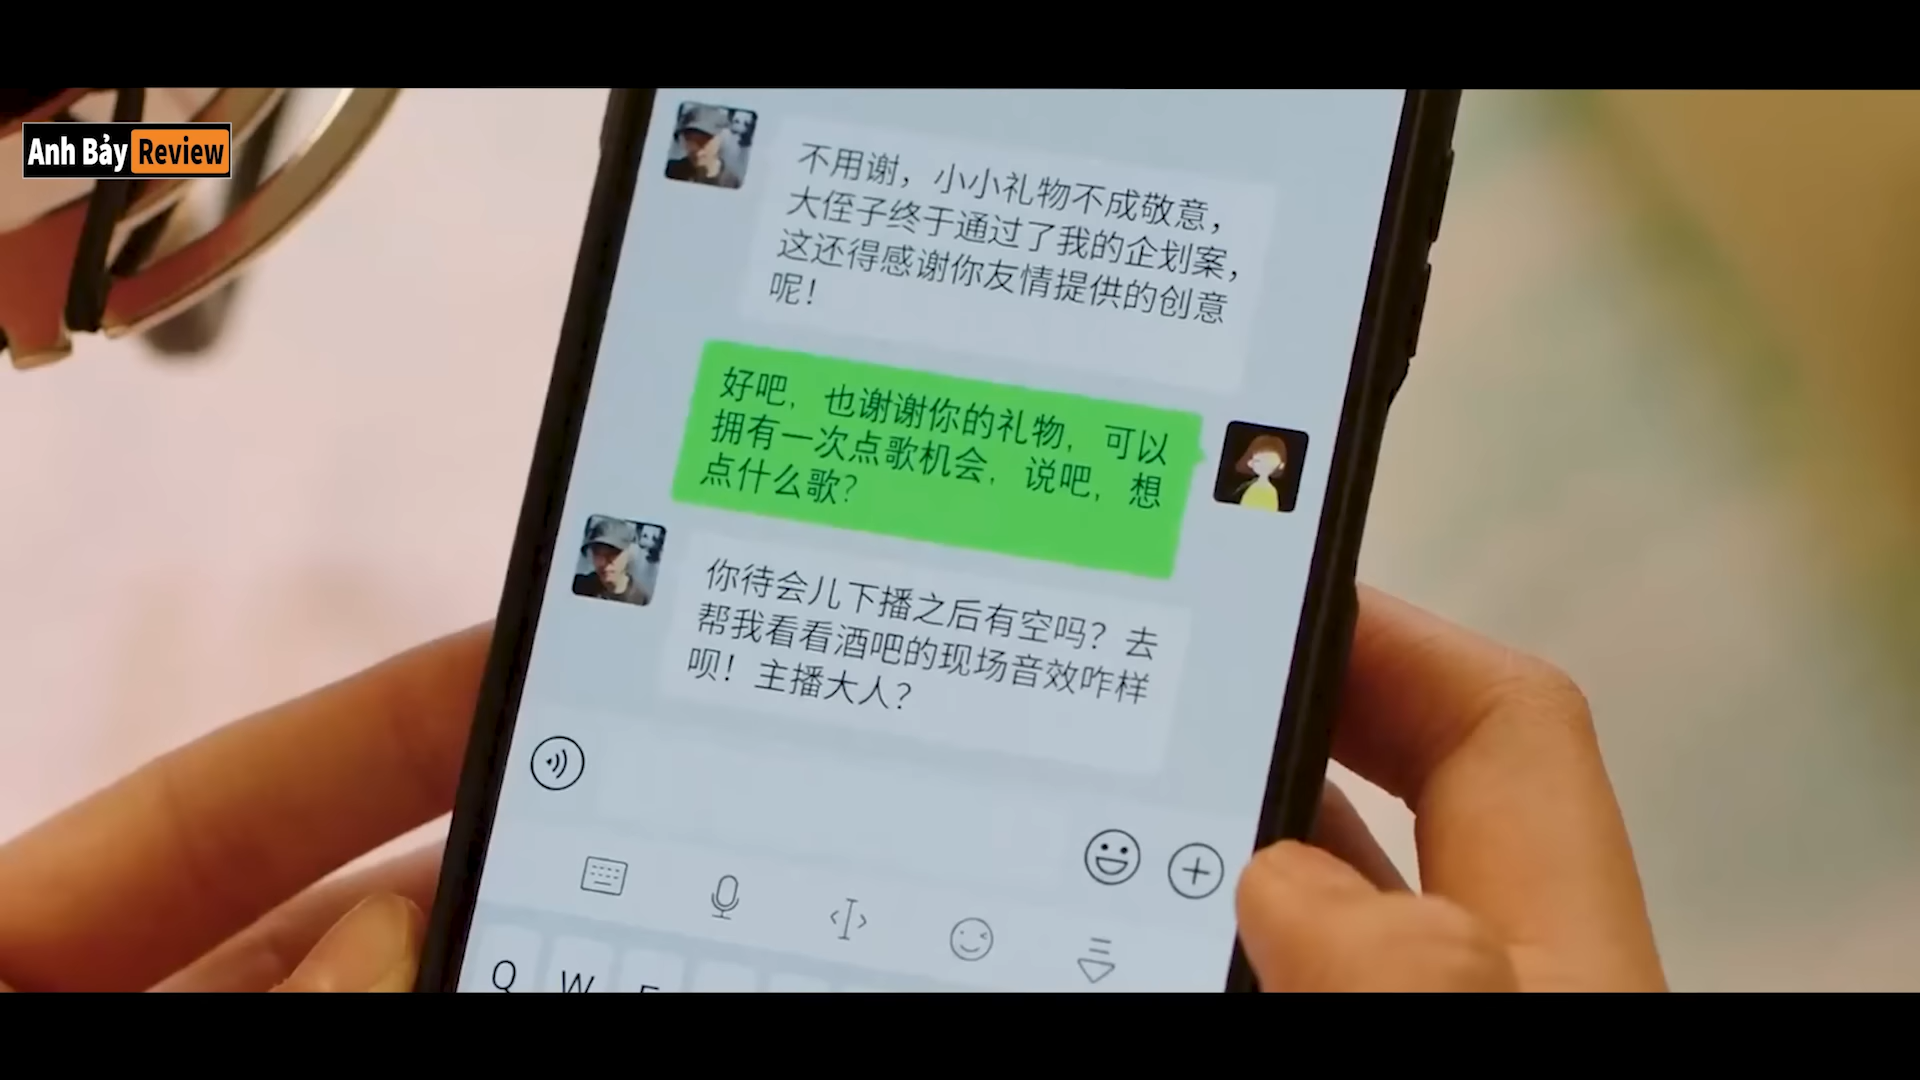 Anh Bảy Review
不用谢，小小礼物不成敬意，
大侄子终于通过了我的企划案，
这还得感谢你友情提供的创意
呢！
好吧，也谢谢你的礼物，可以
拥有一次点歌机会，说吧，想
点什么歌？
你待会儿下播之后有空吗？去
帮我看看酒吧的现场音效咋样
呗！主播大人？
Q W